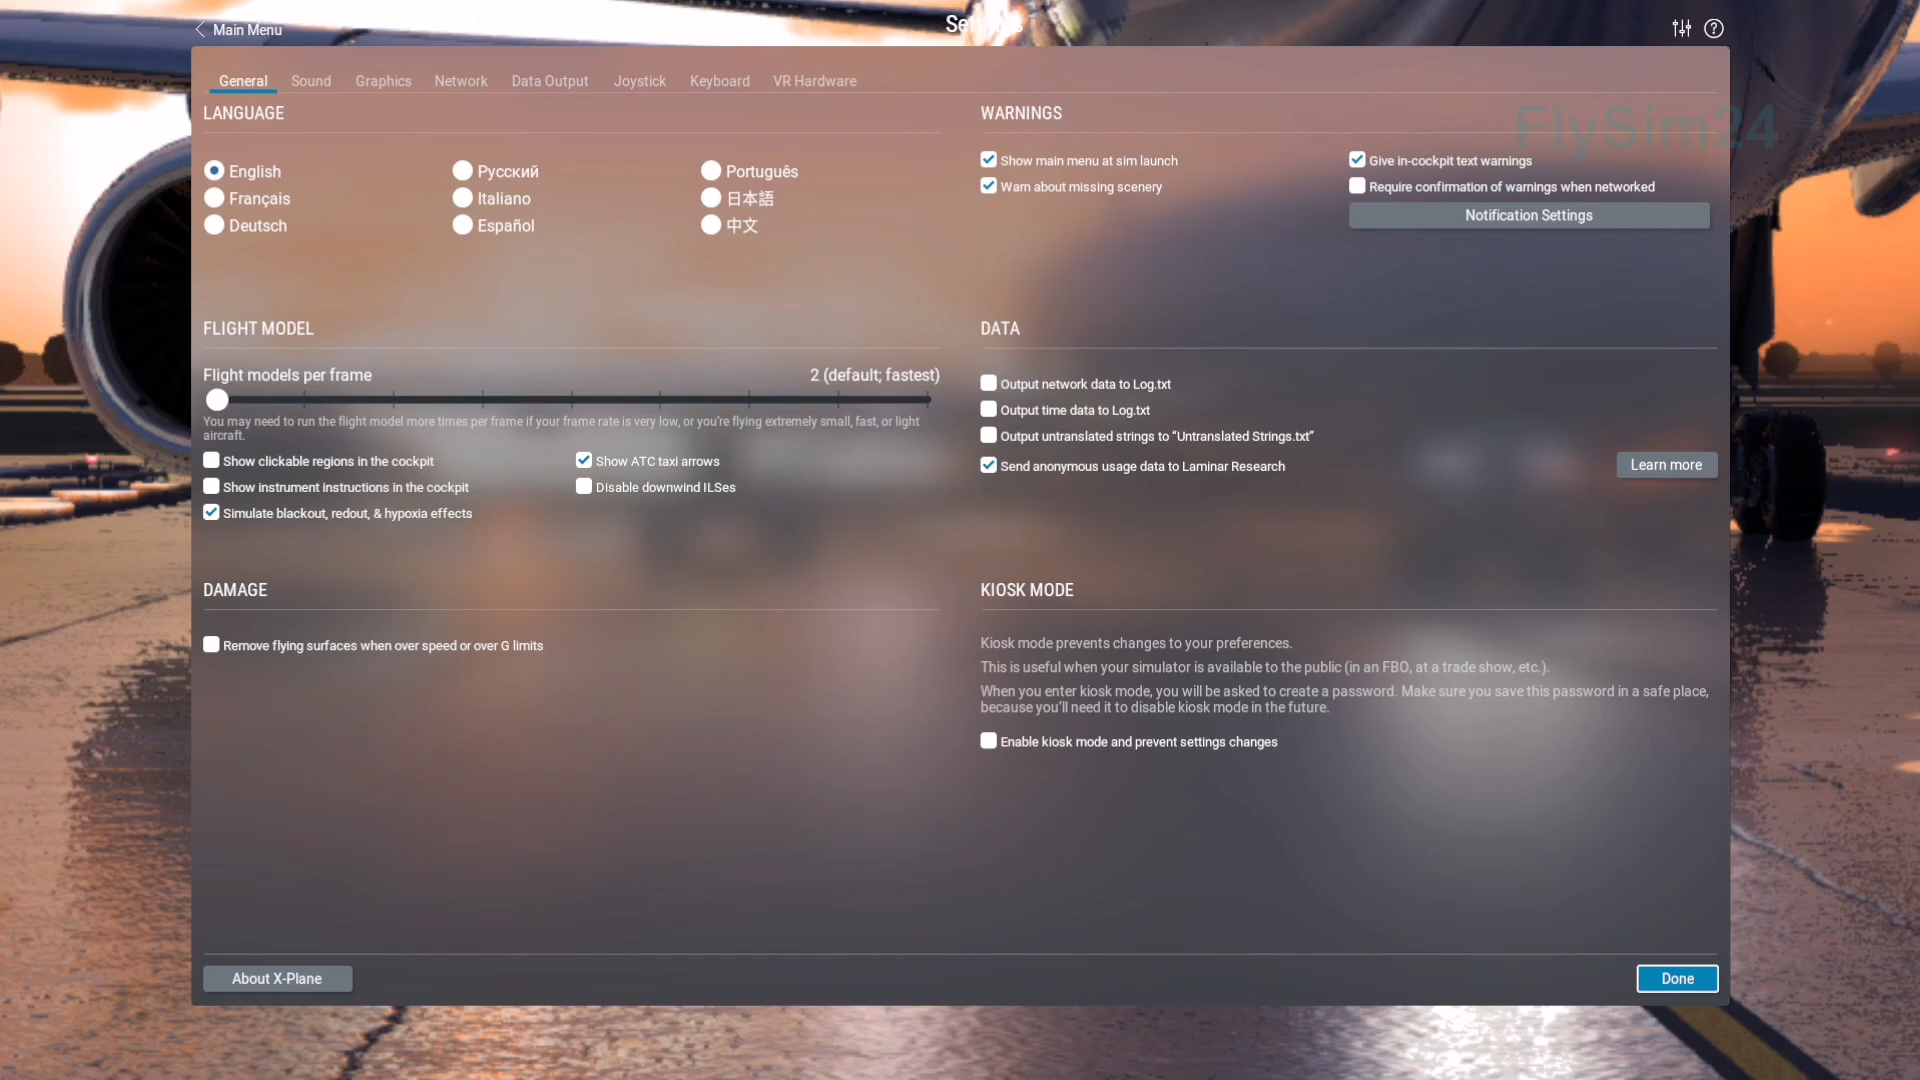 Main Menu
General Sound Graphics Network Data Output Joystick Keyboard VR Hardware
LANGUAGE
English
Français
Deutsch
Русский
Italiano
Español
Português
日本語
中文
WARNINGS
FlySim24
Show main menu at sim launch
Warn about missing scenery
Give in-cockpit text warnings
Require confirmation of warnings when networked
Notification Settings
FLIGHT MODEL
Flight models per frame 2 (default; fastest)
You may need to run the flight model more times per frame if your frame rate is very low, or you're flying extremely small, fast, or light
aircraft.
Show clickable regions in the cockpit
Show instrument instructions in the cockpit
Simulate blackout, redout, & hypoxia effects
Show ATC taxi arrows
Disable downwind ILSes
DATA
Output network data to Log.txt
Output time data to Log.txt
Output untranslated strings to “Untranslated Strings.txt”
Send anonymous usage data to Laminar Research
Learn more
DAMAGE
Remove flying surfaces when over speed or over G limits
KIOSK MODE
Kiosk mode prevents changes to your preferences.
This is useful when your simulator is available to the public (in an FBO, at a trade show, etc.).
When you enter kiosk mode, you will be asked to create a password. Make sure you save this password in a safe place,
because you'll need it to disable kiosk mode in the future.
Enable kiosk mode and prevent settings changes
About X-Plane
Done